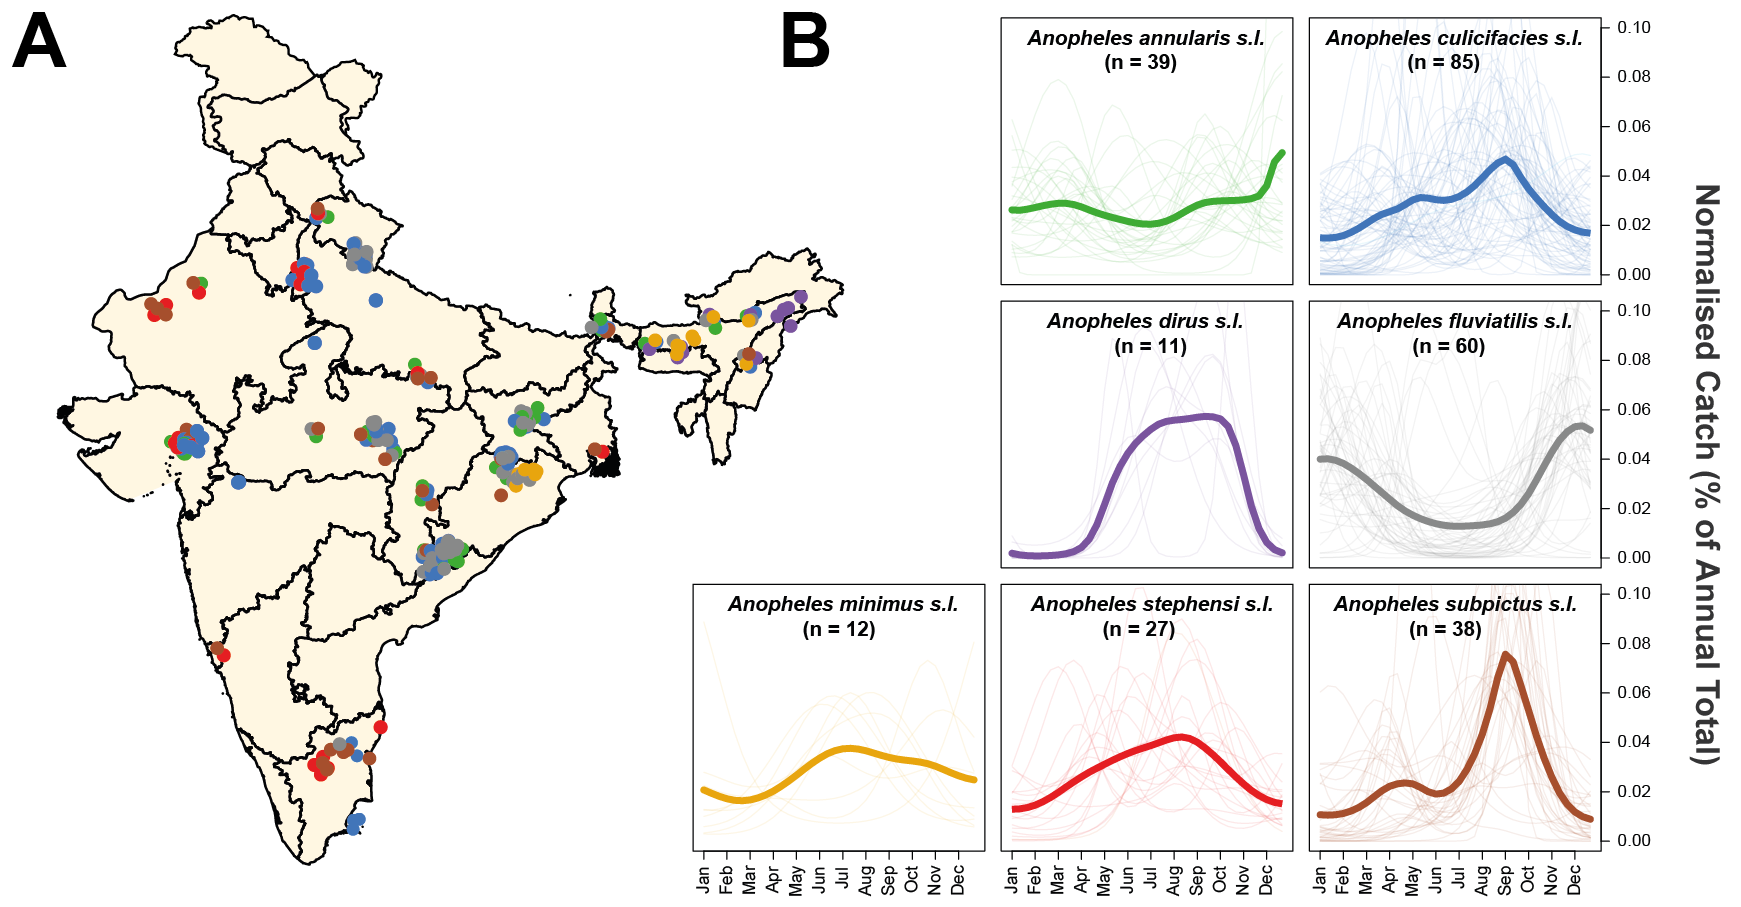 A
B
Anopheles annularis s.l.
(n = 39)
Anopheles culicifacies s.l.
(n = 85)
0.10
0.08
0.06
0.04
0.02
0.00
Anopheles dirus s.l.
(n = 11)
Anopheles fluviatilis s.l.
(n = 60)
0.10
0.08
0.06
0.04
0.02
0.00
Anopheles minimus s.l.
(n = 12)
Anopheles stephensi s.l.
(n = 27)
Anopheles subpictus s.l.
(n = 38)
0.10
0.08
0.06
0.04
0.02
0.00
Jan Feb Mar Apr May Jun Jul Aug Sep Oct Nov Dec
Jan Feb Mar Apr May Jun Jul Aug Sep Oct Nov Dec
Jan Feb Mar Apr May Jun Jul Aug Sep Oct Nov Dec
Normalised Catch (% of Annual Total)